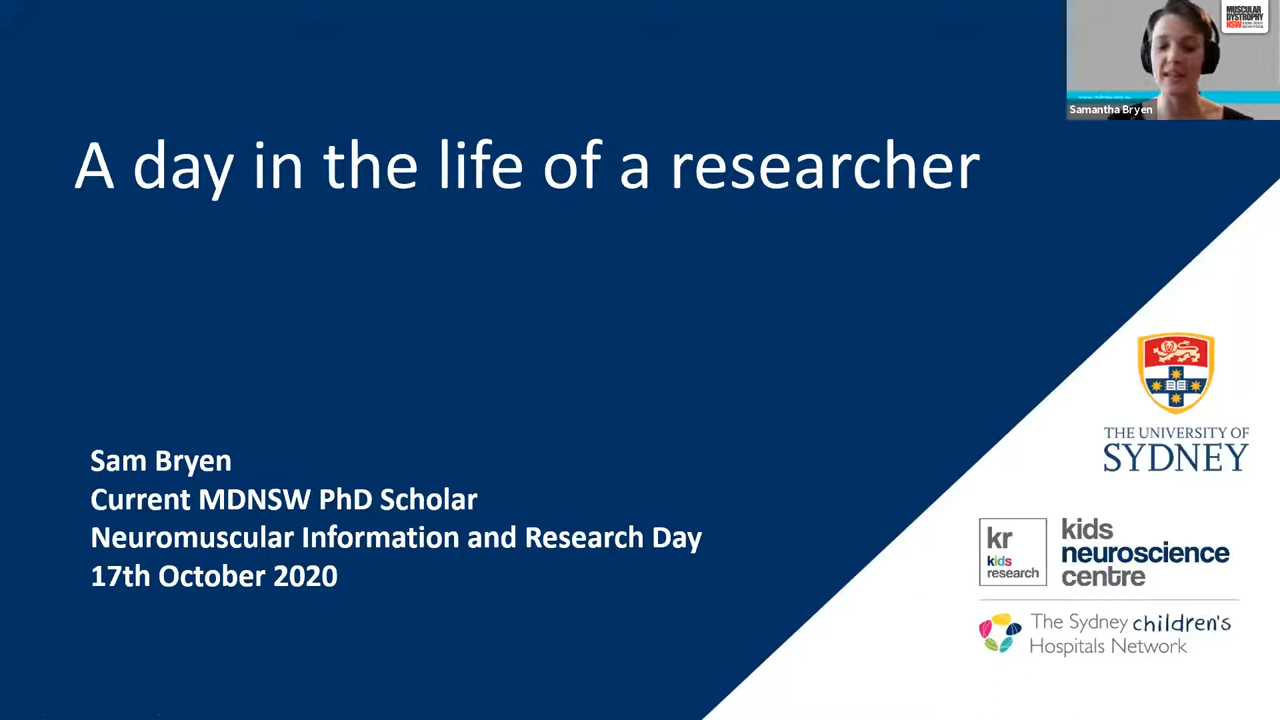 MUSCULAR
DYSTROPHY
NSW
Samantha Bryen
A day in the life of a researcher
Sam Bryen
Current MDNSW PhD Scholar
Neuromuscular Information and Research Day
17th October 2020
THE UNIVERSITY OF
SYDNEY
kr
kids
research
kids
neuroscience
centre
The Sydney children's
Hospitals Network